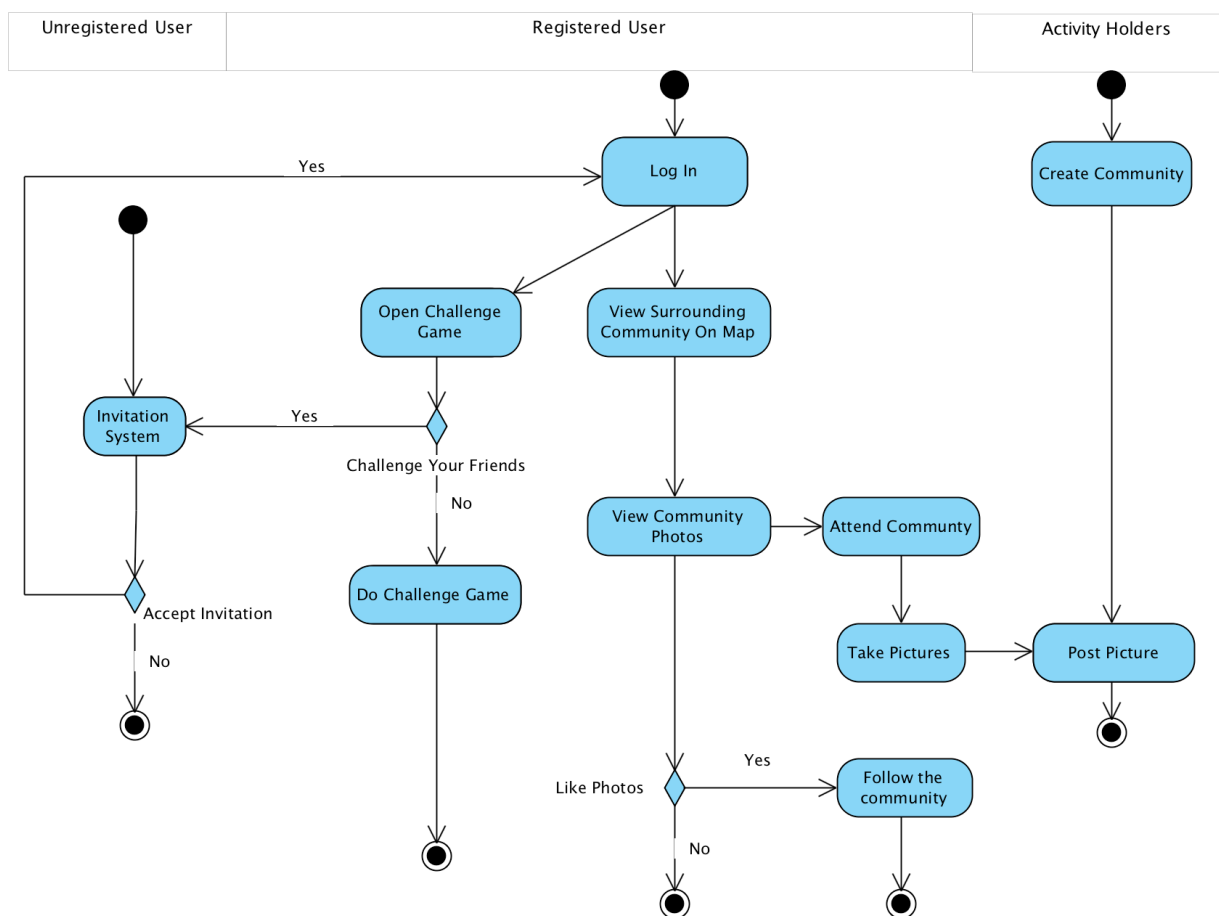 Unregistered User
Registered User
Activity Holders
Yes
Log In
Create Community
Open Challenge
Game
View Surrounding
Community On Map
Invitation
System
Yes
Challenge Your Friends
No
View Community
Photos
Attend Communty
Do Challenge Game
Accept Invitation
No
Take Pictures
Post Picture
Like Photos
Yes
Follow the
community
No